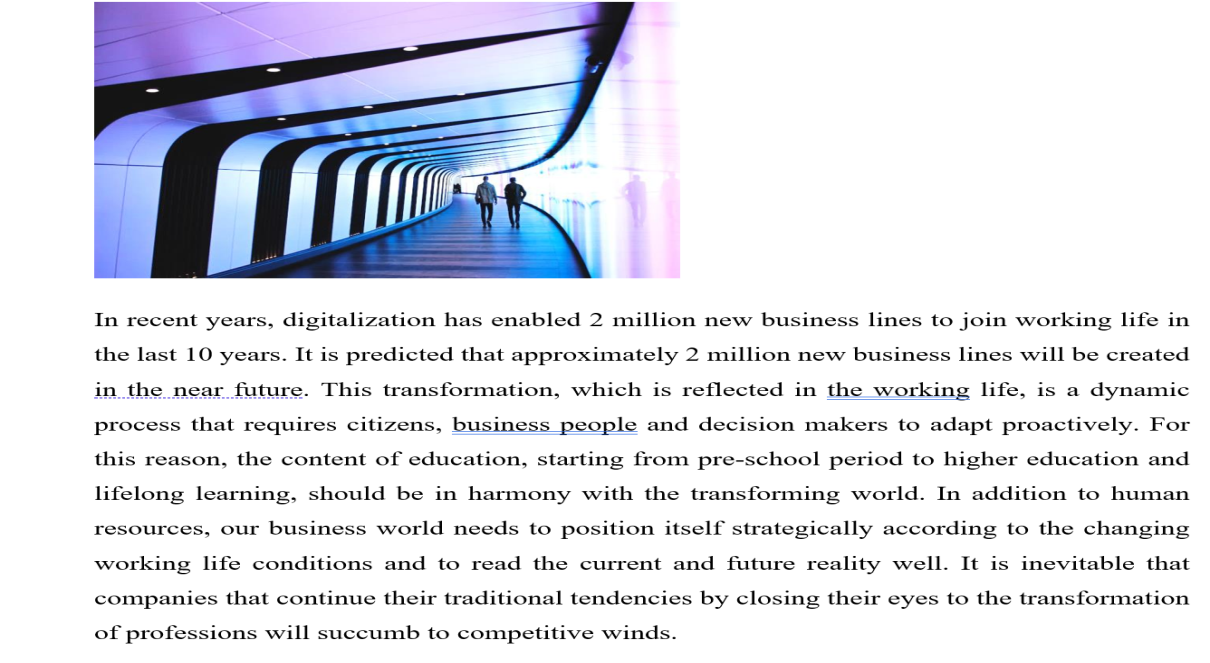 In recent years, digitalization has enabled 2 million new business lines to join working life in
the last 10 years. It is predicted that approximately 2 million new business lines will be created
in the near future. This transformation, which is reflected in the working life, is a dynamic
process that requires citizens, business people and decision makers to adapt proactively. For
this reason, the content of education, starting from pre-school period to higher education and
lifelong learning, should be in harmony with the transforming world. In addition to human
resources, our business world needs to position itself strategically according to the changing
working life conditions and to read the current and future reality well. It is inevitable that
companies that continue their traditional tendencies by closing their eyes to the transformation
of professions will succumb to competitive winds.